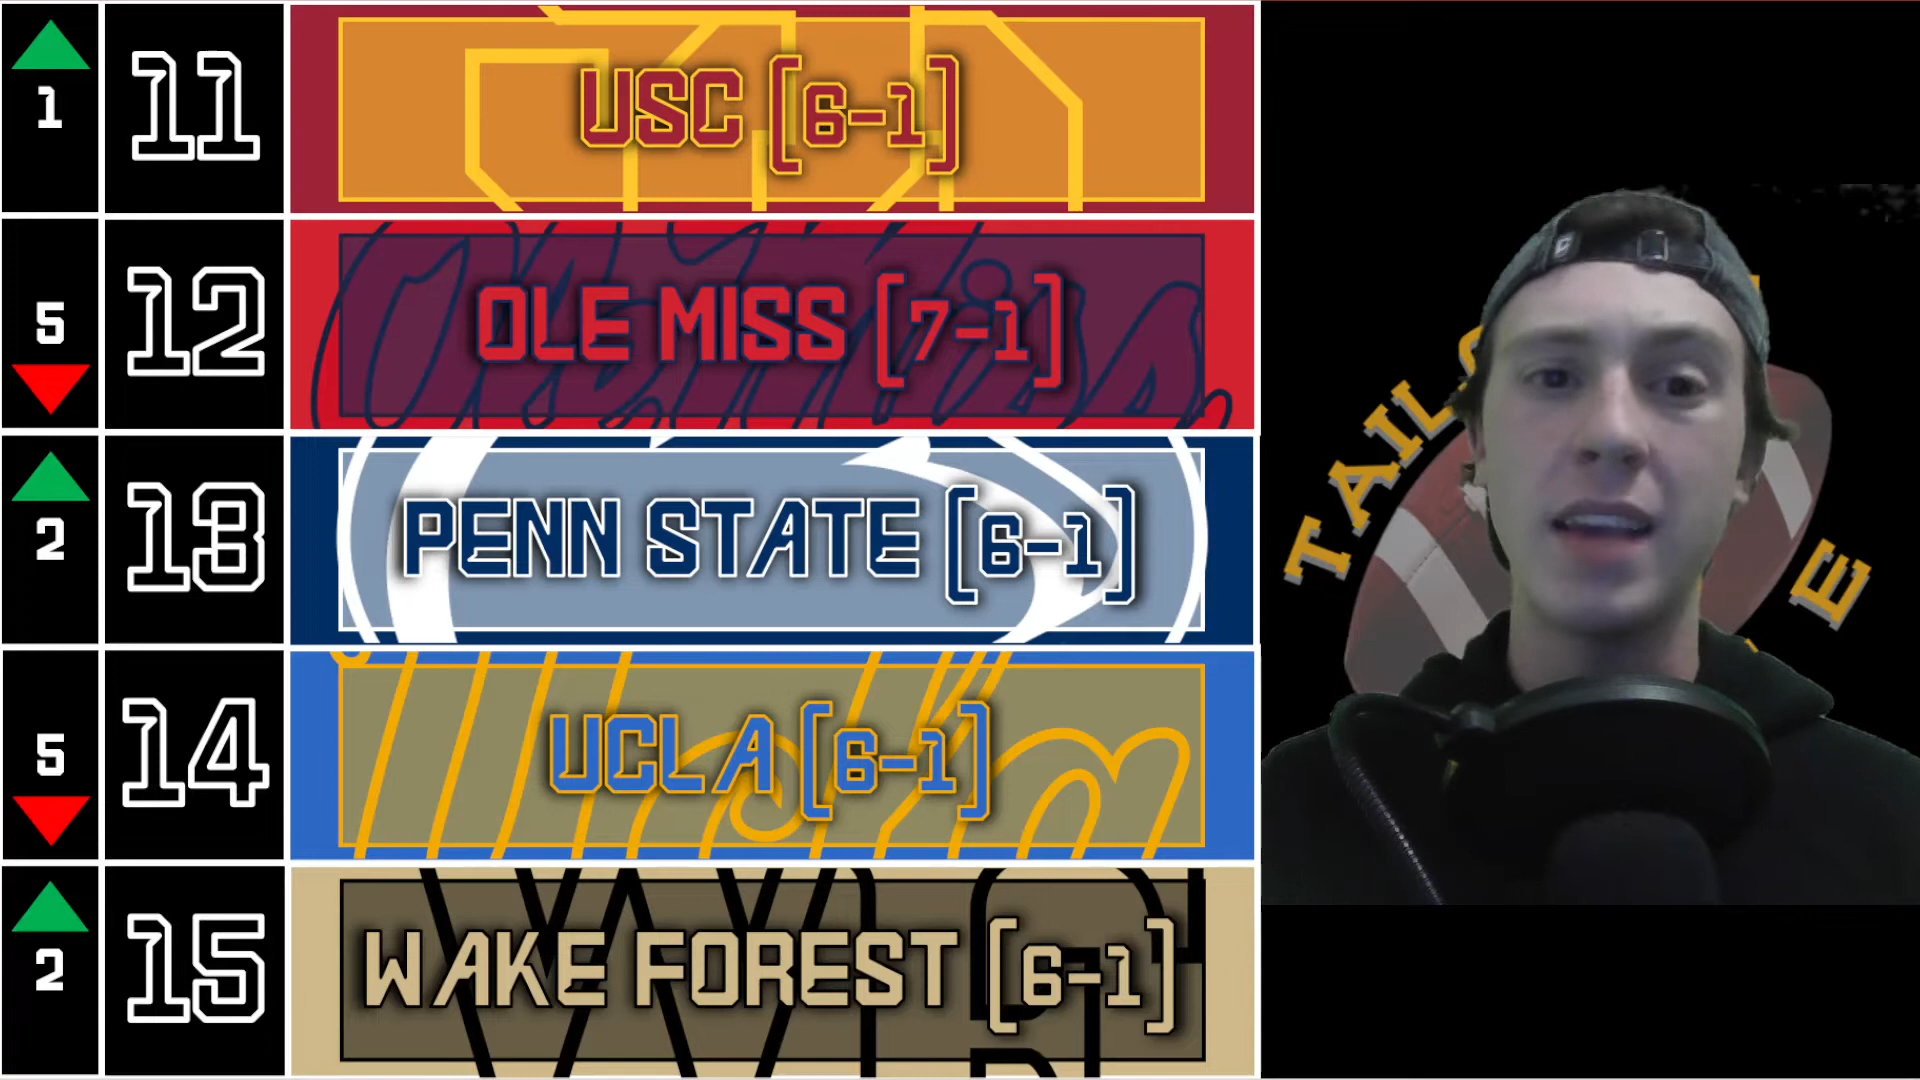 1
11
USC [6-1]
5
12
OLE MISS [7-1]
2
13
PENN STATE [6-1]
5
14
UCLA [6-1]
2
15
WAKE FOREST [6-1]